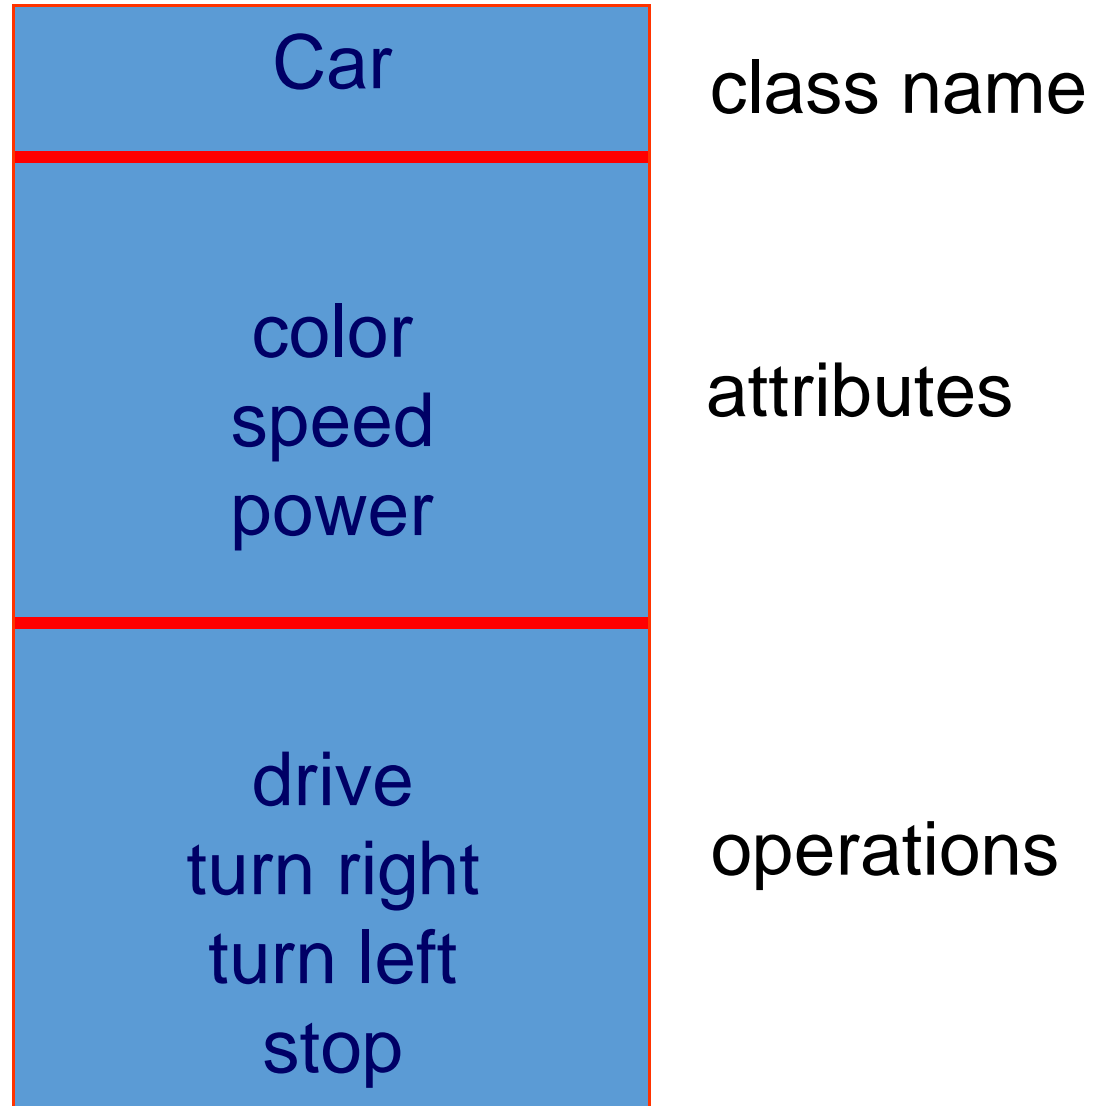 Car
class name
color
speed
power
attributes
drive
turn right
turn left
stop
operations